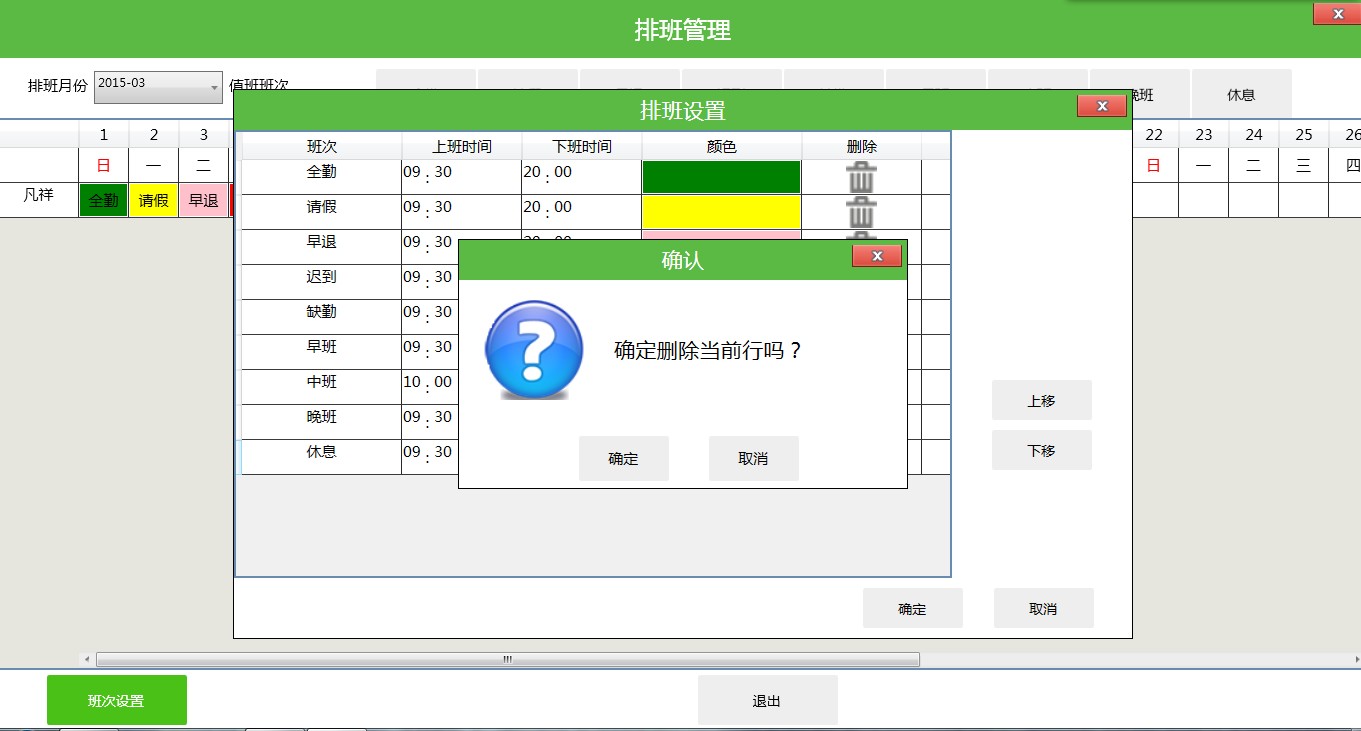 排班管理
x
排班月份 2015-03 值班班次
晚班 休息
1 2 3 22 23 24 25 26
日 一 二 日 一 二 三 四
凡祥 全勤 请假 早退
排班设置
x
班次 上班时间 下班时间 颜色 删除
全勤 09 : 30 20 : 00
请假 09 : 30 20 : 00
早退 09 : 30
迟到 09 : 30
缺勤 09 : 30
早班 09 : 30
中班 10 : 00
晚班 09 : 30
休息 09 : 30
确认
x
?
确定删除当前行吗？
确定 取消
上移
下移
确定 取消
班次设置 退出